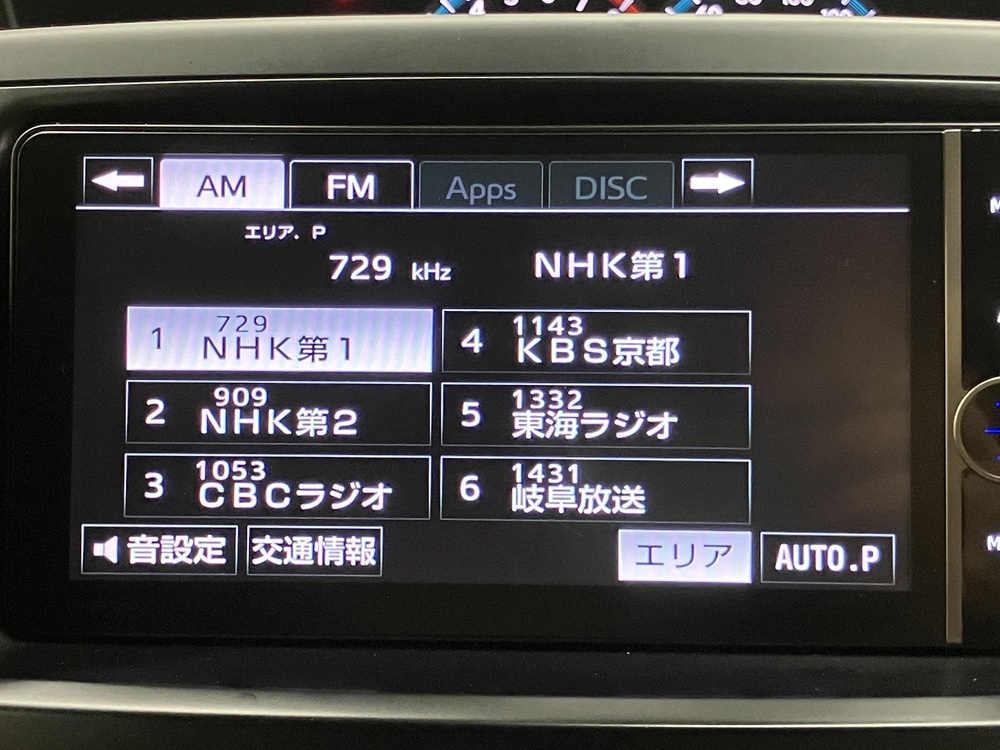 AM FM Apps DISC
エリア. P
729 kHz NHK第1
1 729 NHK第1
4 1143 KBS京都
2 909 NHK第2
5 1332 東海ラジオ
3 1053 CBCラジオ
6 1431 岐阜放送
音設定 交通情報 エリア AUTO.P